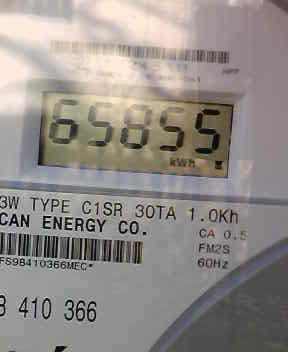 65855
kWh
3W TYPE C1SR 30TA 1.0Kh
CAN ENERGY CO.
CA 0.5
FM2S
60Hz
FS98410366MEC*
8 410 366